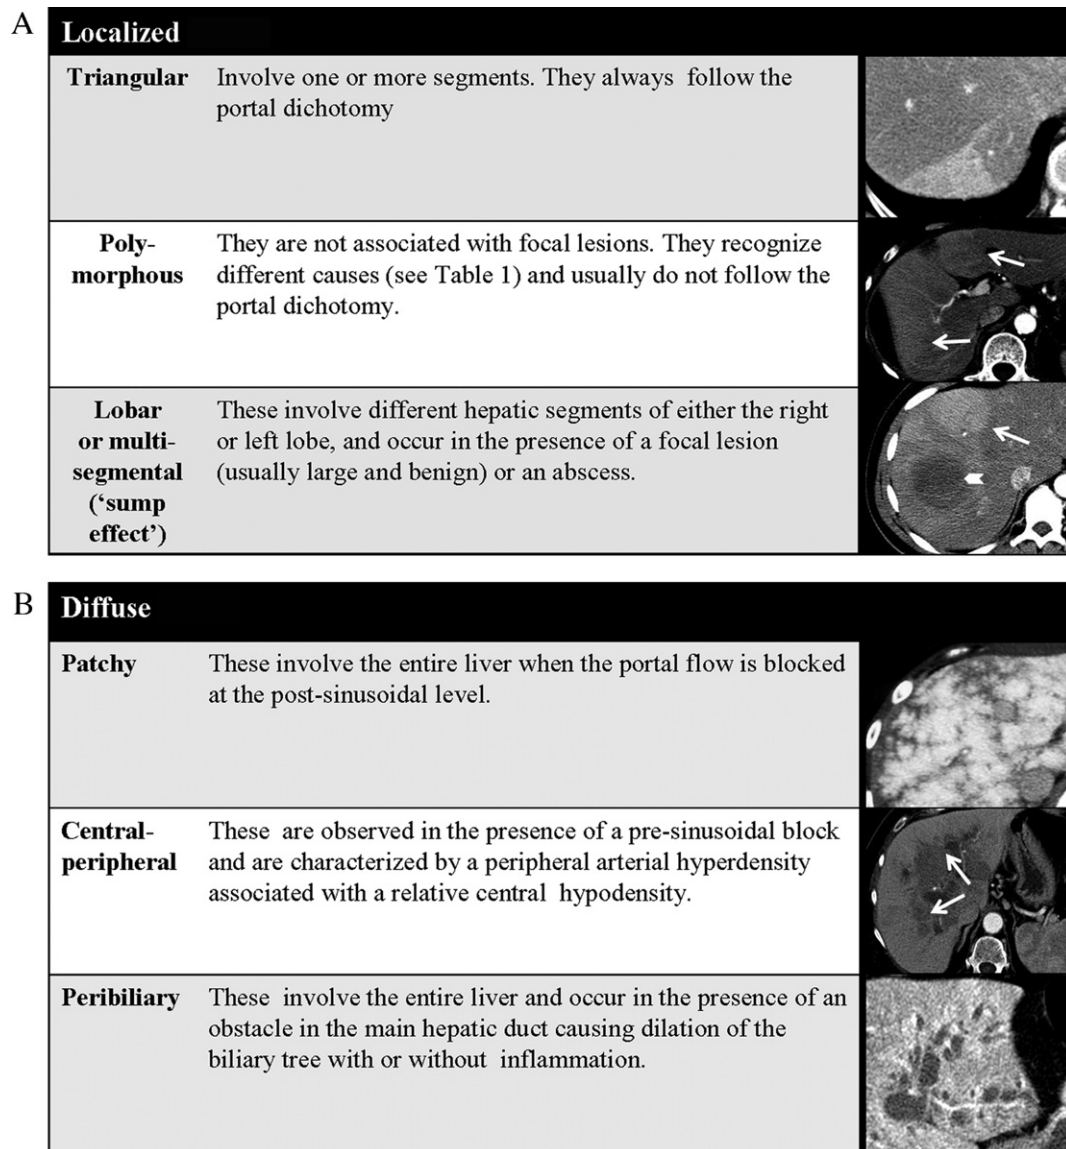 A
Localized
Triangular
Involve one or more segments. They always follow the
portal dichotomy
Poly-
morphous
They are not associated with focal lesions. They recognize
different causes (see Table 1) and usually do not follow the
portal dichotomy.
Lobar
or multi-
segmental
(‘sump
effect’)
These involve different hepatic segments of either the right
or left lobe, and occur in the presence of a focal lesion
(usually large and benign) or an abscess.
B
Diffuse
Patchy
These involve the entire liver when the portal flow is blocked
at the post-sinusoidal level.
Central-
peripheral
These are observed in the presence of a pre-sinusoidal block
and are characterized by a peripheral arterial hyperdensity
associated with a relative central hypodensity.
Peribiliary
These involve the entire liver and occur in the presence of an
obstacle in the main hepatic duct causing dilation of the
biliary tree with or without inflammation.